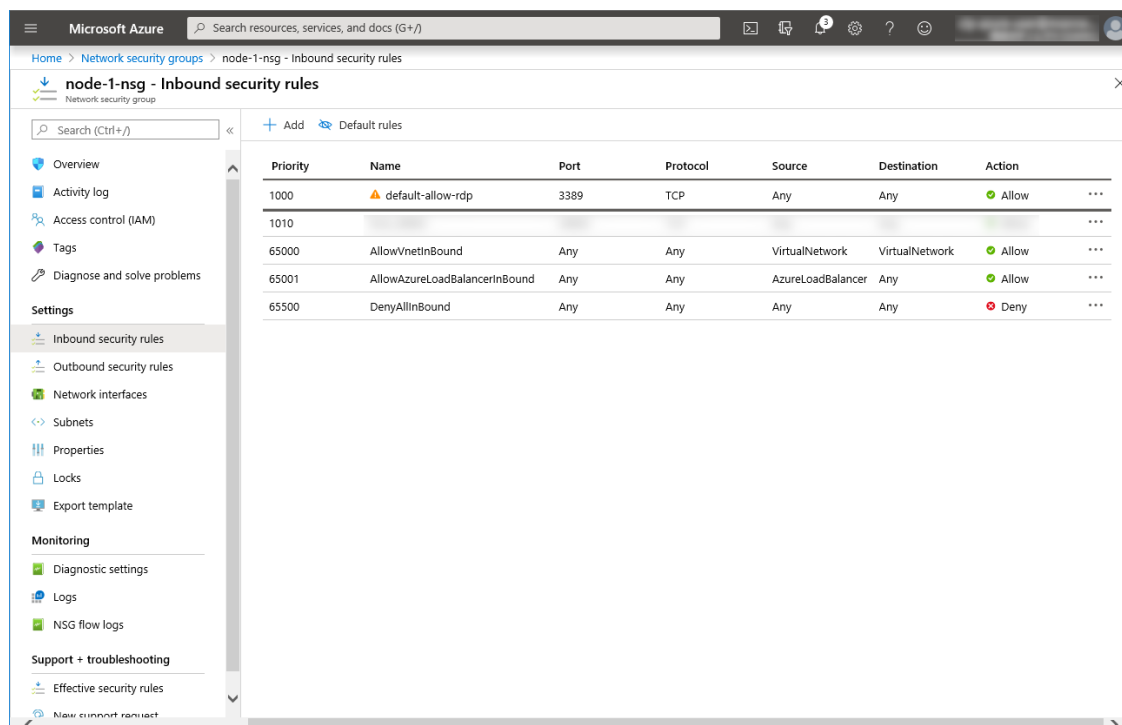 Microsoft Azure
Search resources, services, and docs (G+/)
3
Home > Network security groups > node-1-nsg - Inbound security rules
node-1-nsg - Inbound security rules
Network security group
Search (Ctrl+/)
Overview
Activity log
Access control (IAM)
Tags
Diagnose and solve problems
Settings
Inbound security rules
Outbound security rules
Network interfaces
Subnets
Properties
Locks
Export template
Monitoring
Diagnostic settings
Logs
NSG flow logs
Support + troubleshooting
Effective security rules
New support request
Add Default rules
Priority Name Port Protocol Source Destination Action
1000 default-allow-rdp 3389 TCP Any Any Allow
1010
65000 AllowVnetInBound Any Any VirtualNetwork VirtualNetwork Allow
65001 AllowAzureLoadBalancerInBound Any Any AzureLoadBalancer Any Allow
65500 DenyAllInBound Any Any Any Any Deny